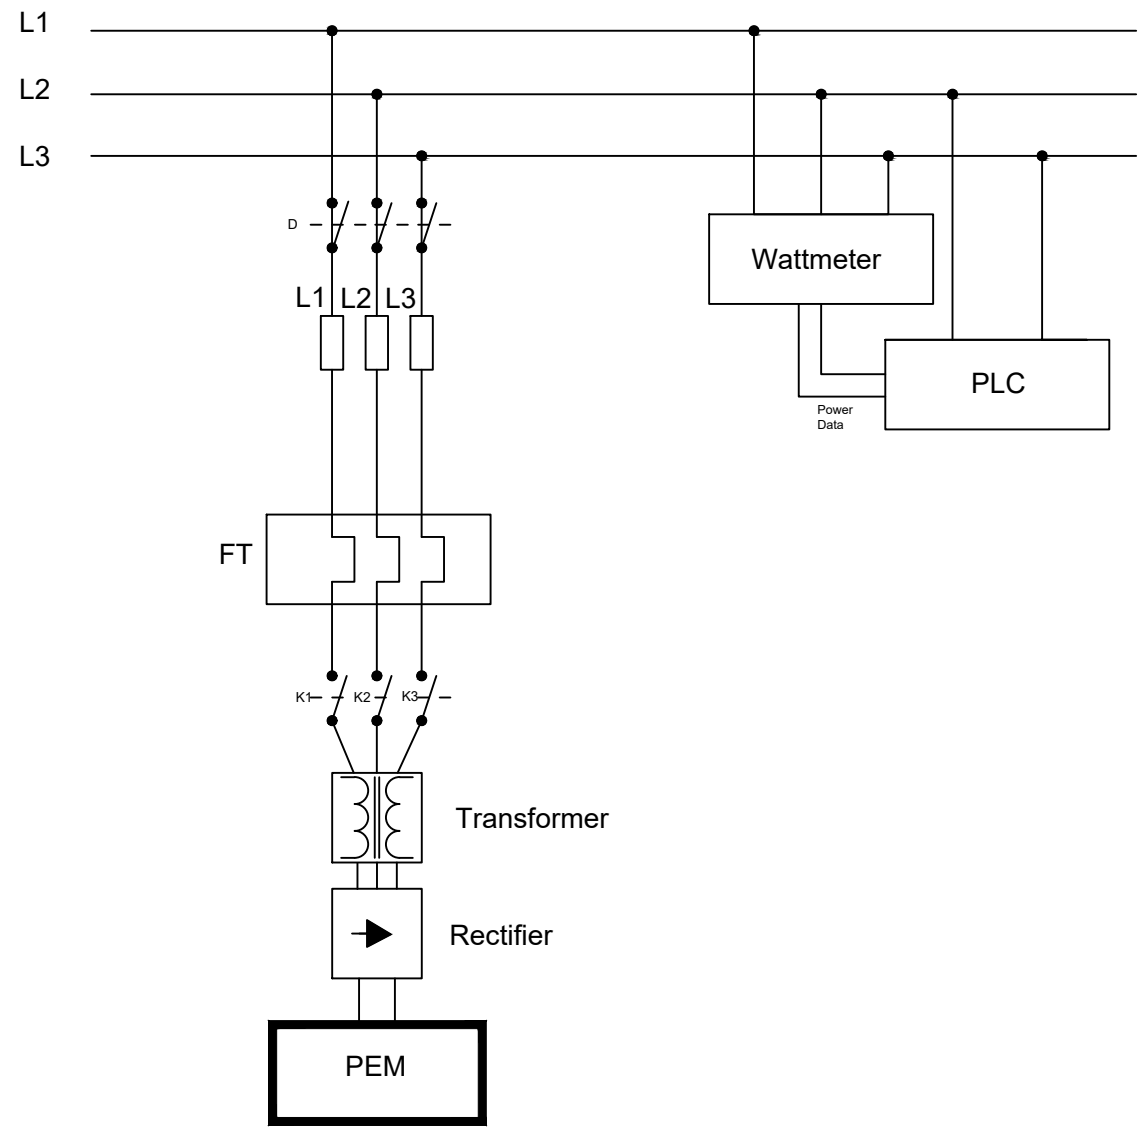 L1
L2
L3
D
L1 L2 L3
Wattmeter
PLC
Power
Data
FT
K1 K2 K3
Transformer
Rectifier
PEM